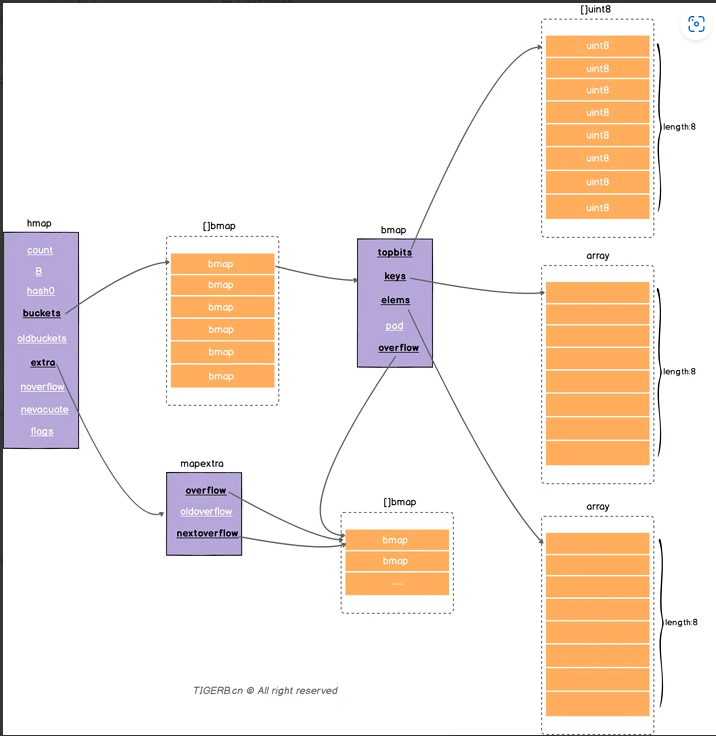 []uint8
uint8
uint8
uint8
uint8
uint8
uint8
uint8
uint8
length:8
hmap
count
B
hash0
buckets
oldbuckets
extra
noverflow
nevacuate
flags
[]bmap
bmap
bmap
bmap
bmap
bmap
bmap
bmap
topbits
keys
elems
pad
overflow
array
length:8
mapextra
overflow
oldoverflow
nextoverflow
[]bmap
bmap
bmap
......
array
length:8
TIGERB.cn © All right reserved